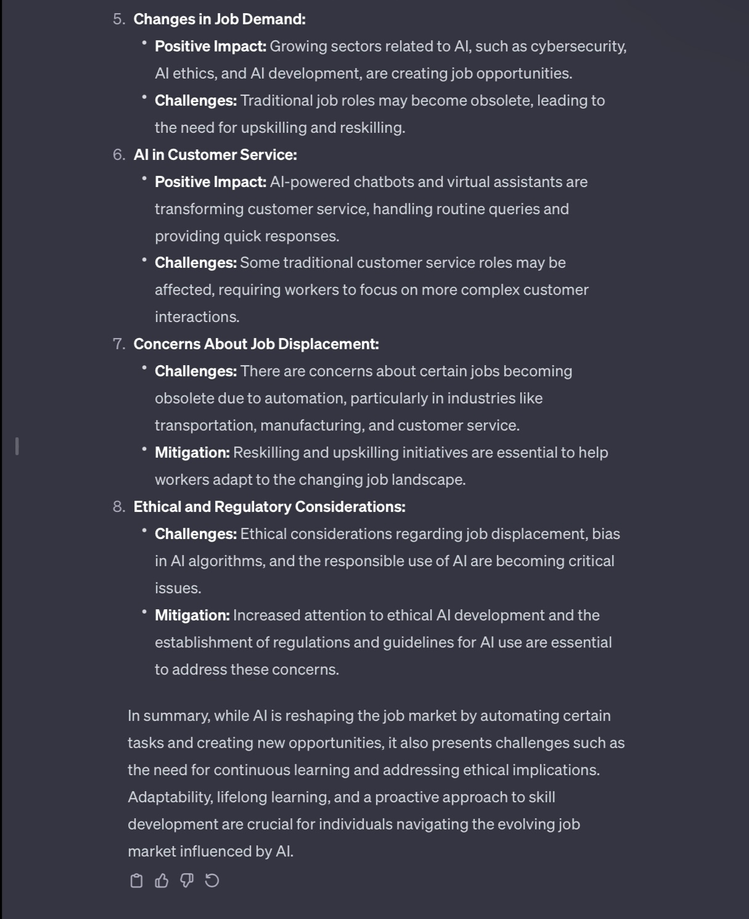 5. Changes in Job Demand:
• Positive Impact: Growing sectors related to AI, such as cybersecurity,
AI ethics, and AI development, are creating job opportunities.
• Challenges: Traditional job roles may become obsolete, leading to
the need for upskilling and reskilling.
6. AI in Customer Service:
• Positive Impact: AI-powered chatbots and virtual assistants are
transforming customer service, handling routine queries and
providing quick responses.
• Challenges: Some traditional customer service roles may be
affected, requiring workers to focus on more complex customer
interactions.
7. Concerns About Job Displacement:
• Challenges: There are concerns about certain jobs becoming
obsolete due to automation, particularly in industries like
transportation, manufacturing, and customer service.
• Mitigation: Reskilling and upskilling initiatives are essential to help
workers adapt to the changing job landscape.
8. Ethical and Regulatory Considerations:
• Challenges: Ethical considerations regarding job displacement, bias
in AI algorithms, and the responsible use of AI are becoming critical
issues.
• Mitigation: Increased attention to ethical AI development and the
establishment of regulations and guidelines for AI use are essential
to address these concerns.
In summary, while AI is reshaping the job market by automating certain
tasks and creating new opportunities, it also presents challenges such as
the need for continuous learning and addressing ethical implications.
Adaptability, lifelong learning, and a proactive approach to skill
development are crucial for individuals navigating the evolving job
market influenced by AI.